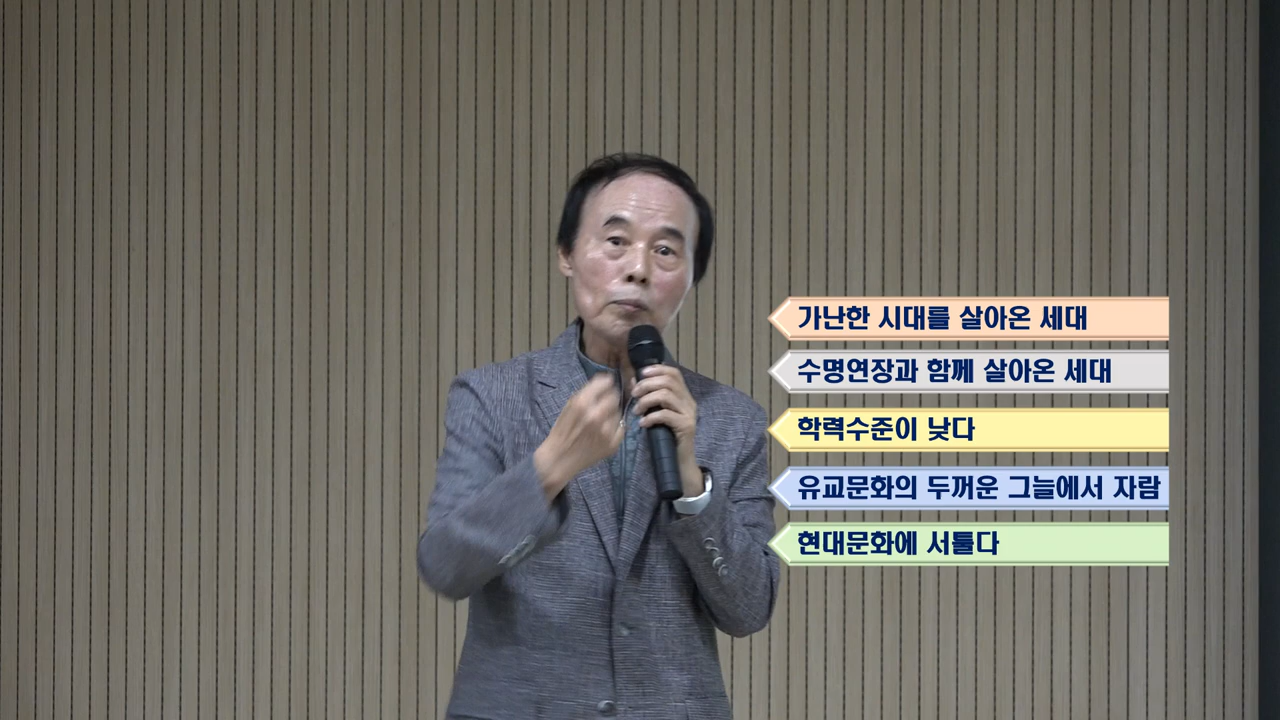 가난한 시대를 살아온 세대
수명연장과 함께 살아온 세대
학력수준이 낮다
유교문화의 두꺼운 그늘에서 자람
현대문화에 서툴다